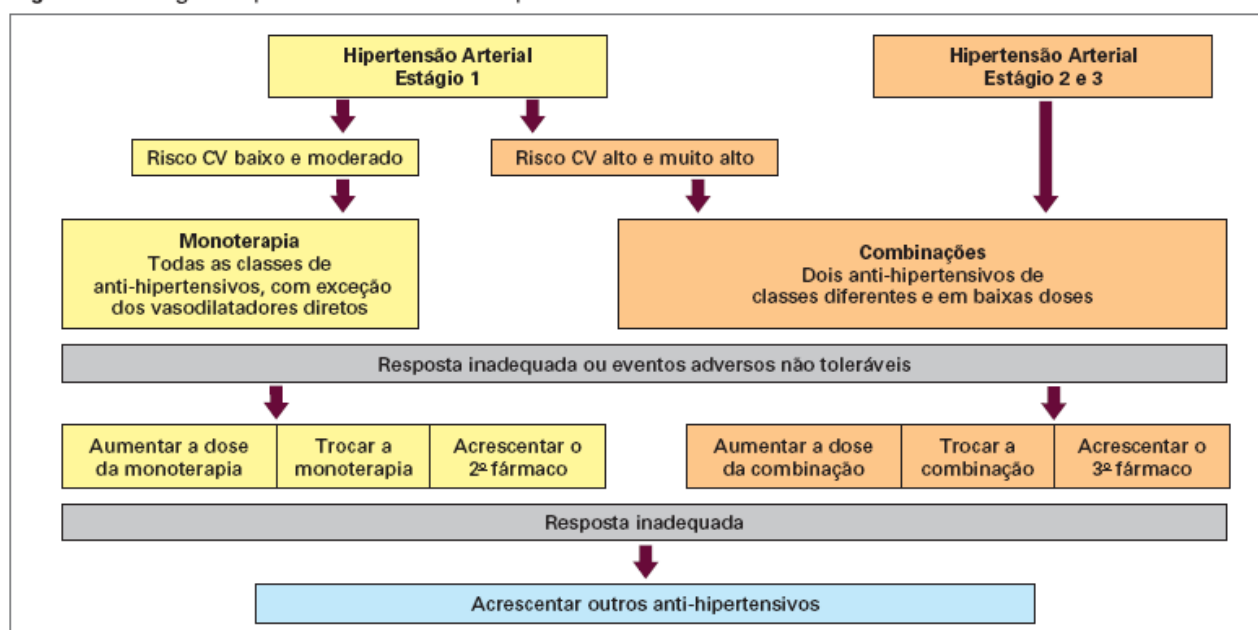 Hipertensão Arterial
Estágio 1
Hipertensão Arterial
Estágio 2 e 3
Risco CV baixo e moderado
Risco CV alto e muito alto
Monoterapia
Todas as classes de
anti-hipertensivos, com exceção
dos vasodilatadores diretos
Combinações
Dois anti-hipertensivos de
classes diferentes e em baixas doses
Resposta inadequada ou eventos adversos não toleráveis
Aumentar a dose
da monoterapia
Trocar a
monoterapia
Acrescentar o
2º fármaco
Aumentar a dose
da combinação
Trocar a
combinação
Acrescentar o
3º fármaco
Resposta inadequada
Acrescentar outros anti-hipertensivos